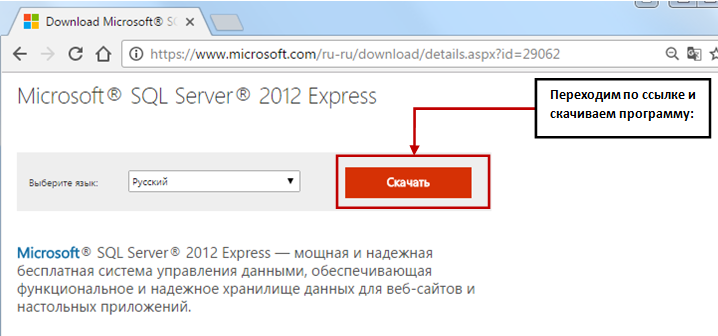 Download Microsoft® SQ
https://www.microsoft.com/ru-ru/download/details.aspx?id=29062
Microsoft® SQL Server® 2012 Express
Переходим по ссылке и
скачиваем программу:
Выберите язык:
Русский
Скачать
Microsoft® SQL Server® 2012 Express — мощная и надежная
бесплатная система управления данными, обеспечивающая
функциональное и надежное хранилище данных для веб-сайтов и
настольных приложений.